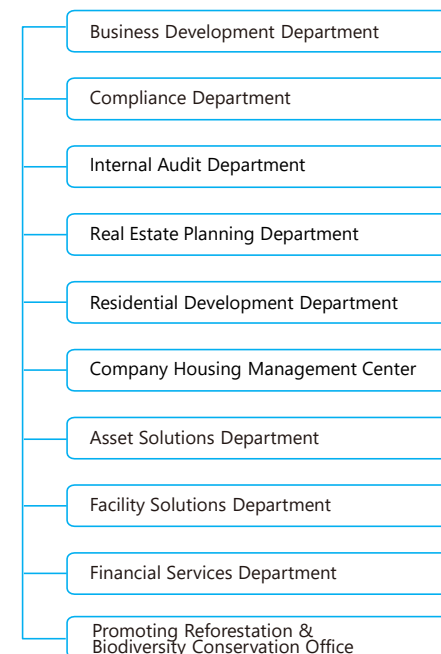 Business Development Department
Compliance Department
Internal Audit Department
Real Estate Planning Department
Residential Development Department
Company Housing Management Center
Asset Solutions Department
Facility Solutions Department
Financial Services Department
Promoting Reforestation &
Biodiversity Conservation Office